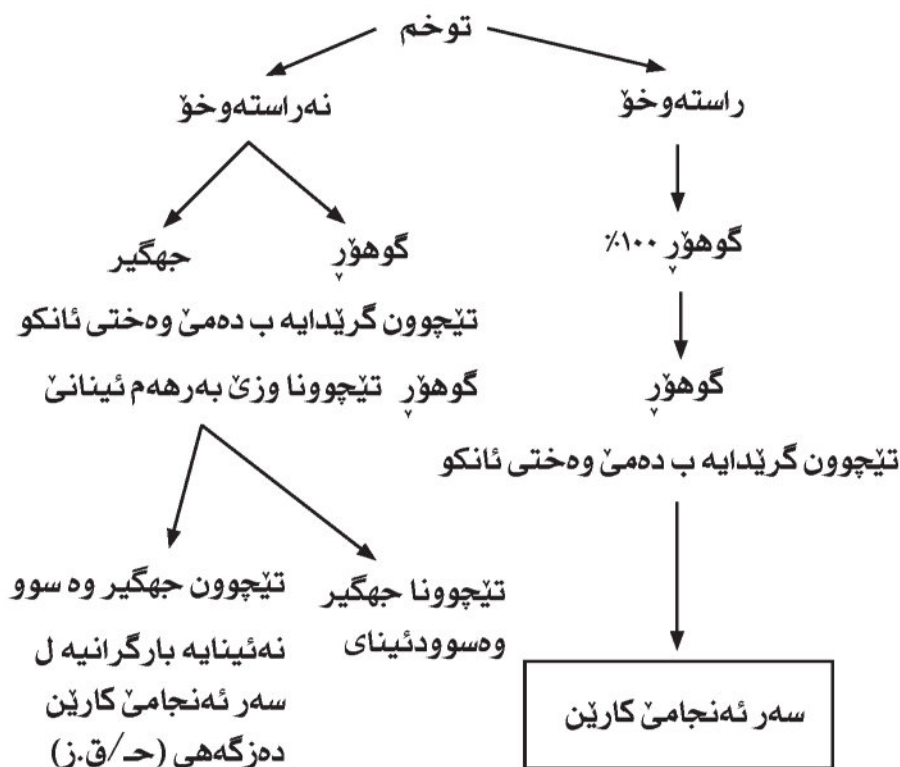 توخم
راستەوخۆ
نەراستەوخۆ
گوهۆڕ ١٠٠%
گوهۆڕ
جهگیر
تێچوون گرێدایە ب دەمێ وەختی ئانکو
گوهۆڕ تێچوونا وزێ بەرهەم ئینانێ
گوهۆڕ
تێچوون گرێدایە ب دەمێ وەختی ئانکو
تێچوونا جهگیر
وەسوودئینای
تێچوون جهگیر وە سوو
نەئینایە بارگرانیە ل
سەر ئەنجامێ کارێن
دەزگەهی (حـ/ق.ز)
سەر ئەنجامێ کارێن